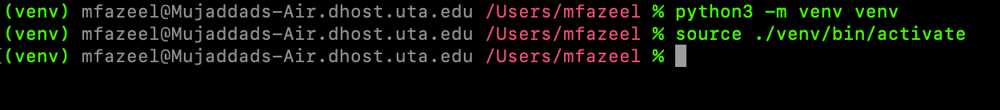 (venv) mfazeel@Mujaddads-Air.dhost.uta.edu /Users/mfazeel % python3 -m venv venv
(venv) mfazeel@Mujaddads-Air.dhost.uta.edu /Users/mfazeel % source ./venv/bin/activate
(venv) mfazeel@Mujaddads-Air.dhost.uta.edu /Users/mfazeel %